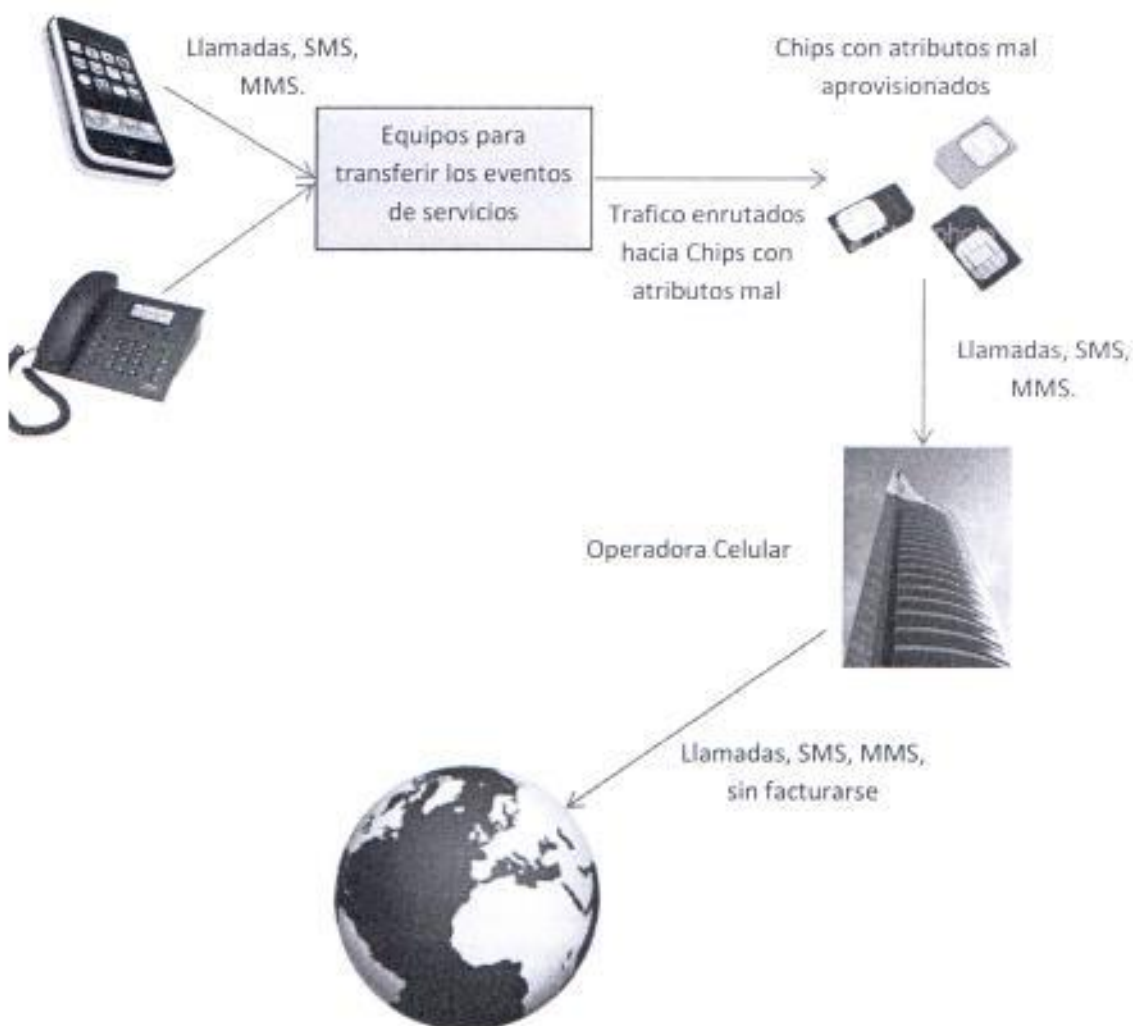 Llamadas, SMS,
MMS.
Chips con atributos mal
aprovisionados
Equipos para
transferir los eventos
de servicios
Trafico enrutados
hacia Chips con
atributos mal
Llamadas, SMS,
MMS.
Operadora Celular
Llamadas, SMS, MMS,
sin facturarse